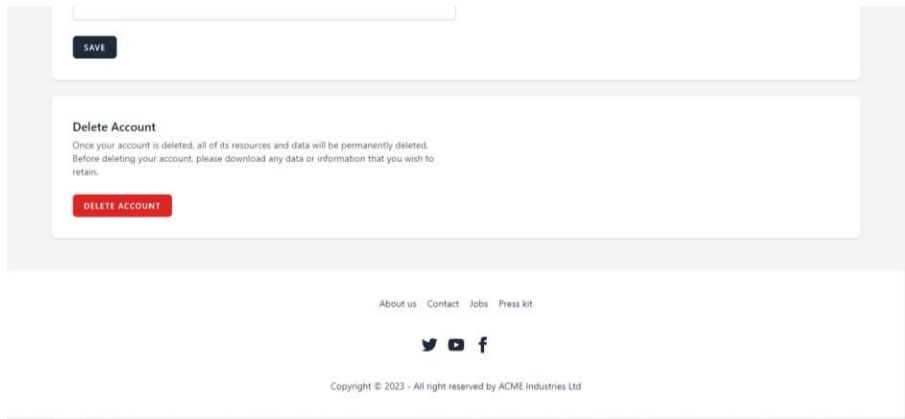 SAVE
Delete Account
Once your account is deleted, all of its resources and data will be permanently deleted.
Before deleting your account, please download any data or information that you wish to
retain.
DELETE ACCOUNT
About us Contact Jobs Press kit
Copyright © 2023 - All right reserved by ACME Industries Ltd